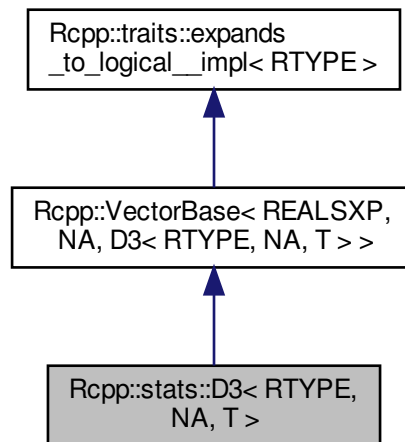 Rcpp::traits::expands
_to_logical__impl< RTYPE >
Rcpp::VectorBase< REALSXP,
NA, D3< RTYPE, NA, T > >
Rcpp::stats::D3< RTYPE,
NA, T >